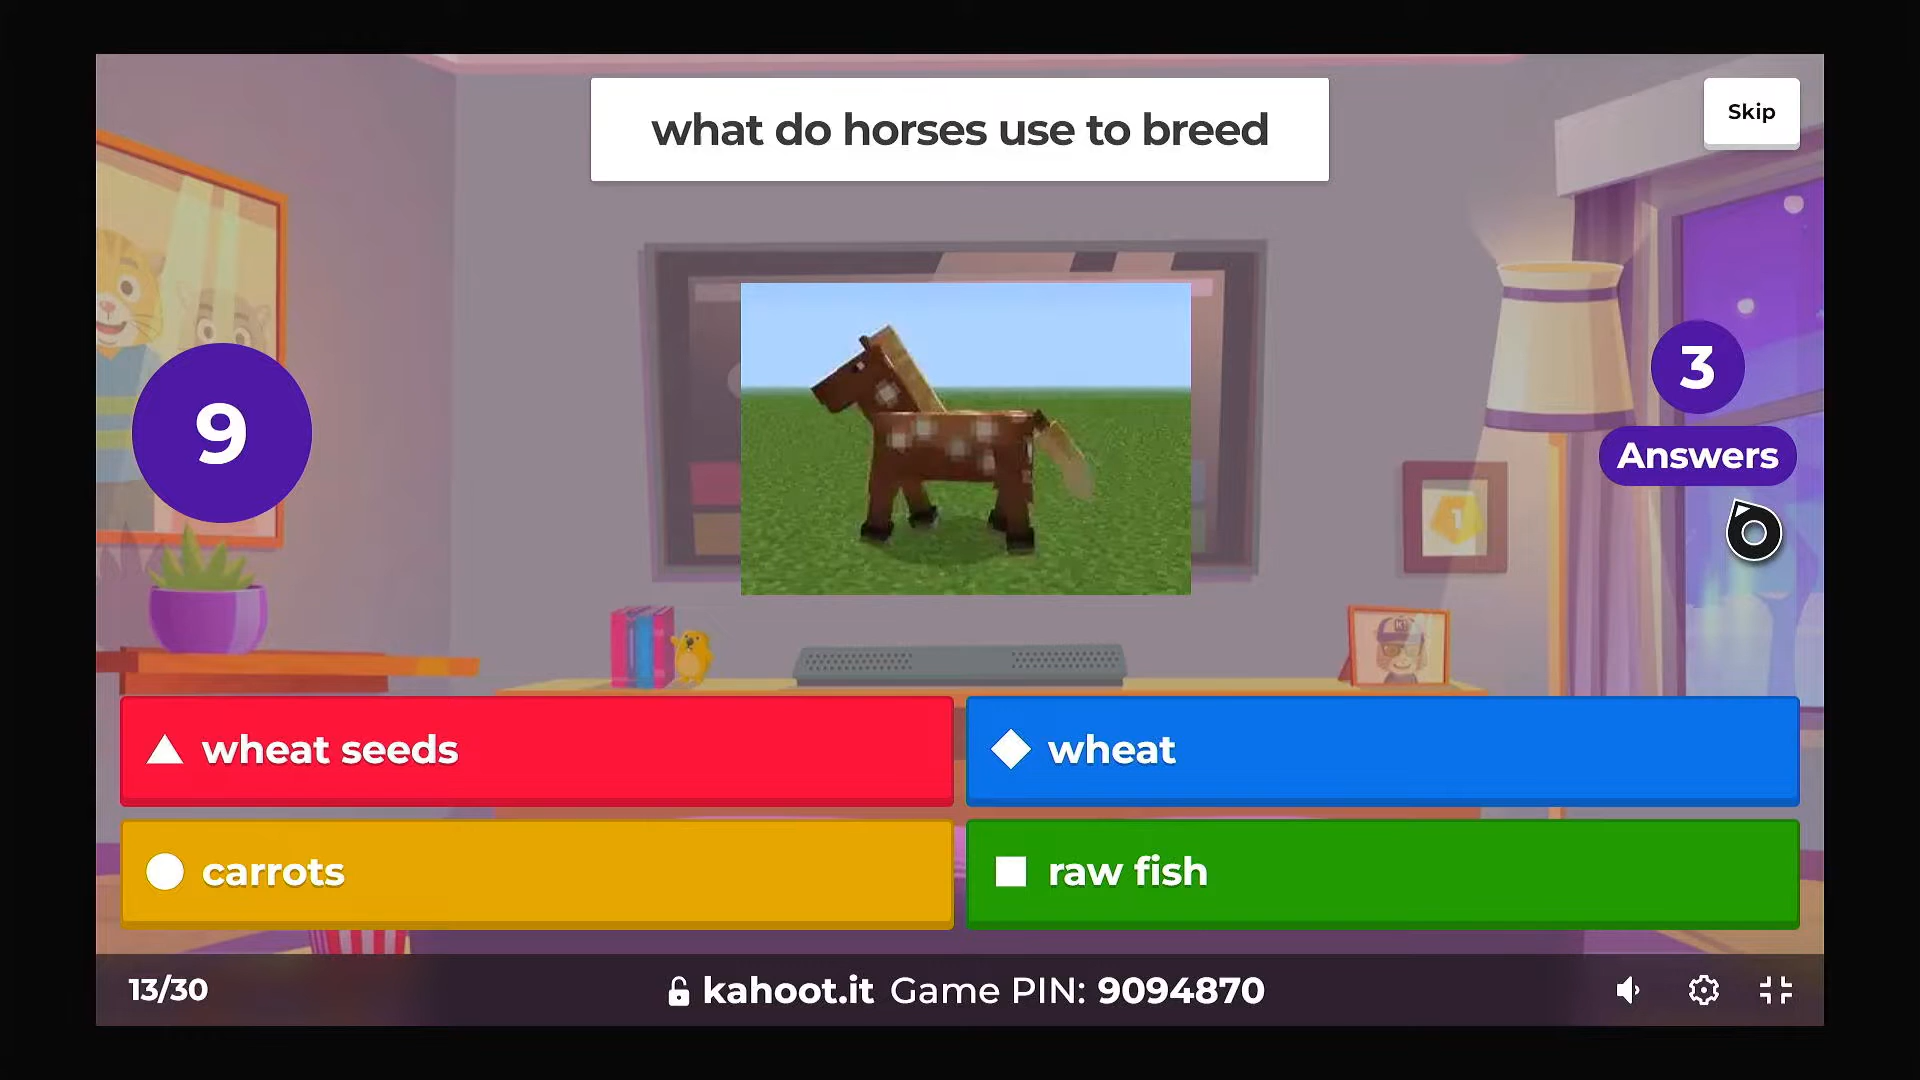 what do horses use to breed
Skip
9
3
Answers
1
wheat seeds
wheat
carrots
raw fish
13/30
kahoot.it Game PIN: 9094870